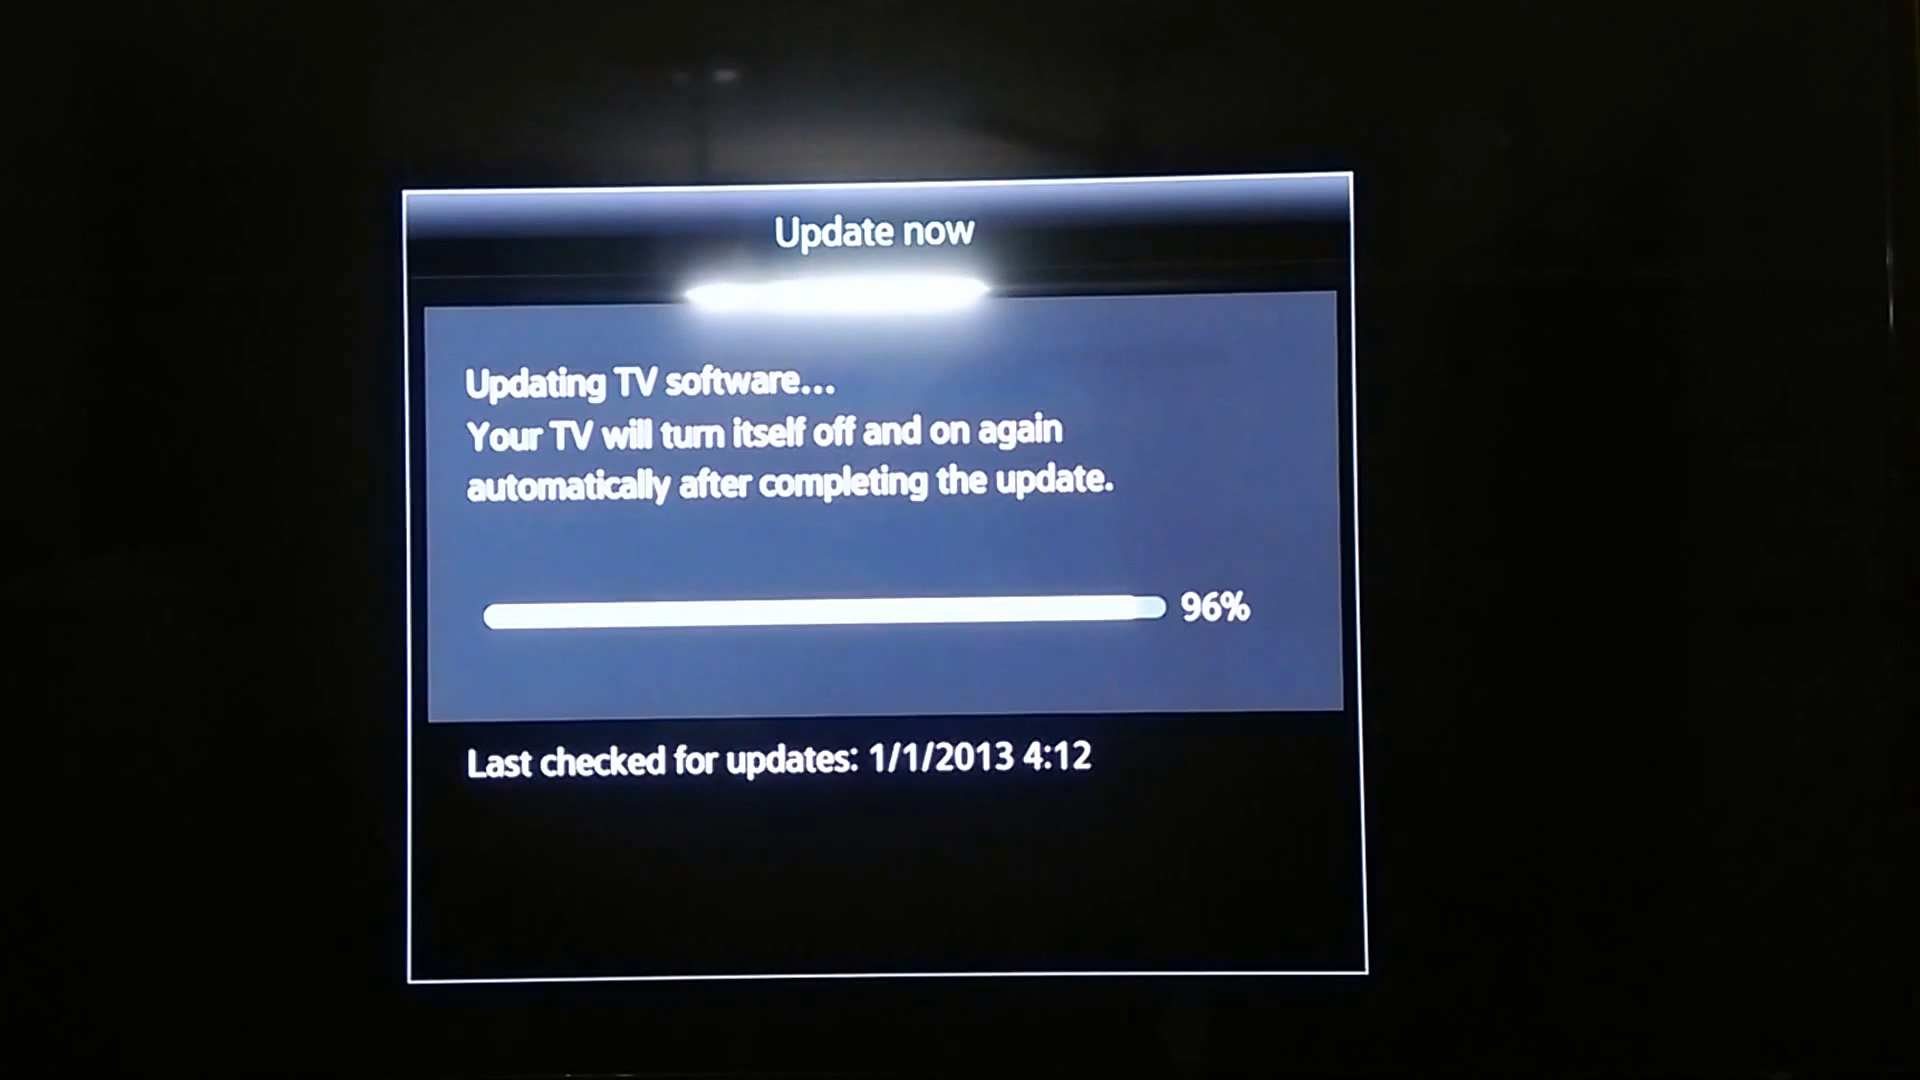 Update now
Updating TV software...
Your TV will turn itself off and on again
automatically after completing the update.
96%
Last checked for updates: 1/1/2013 4:12